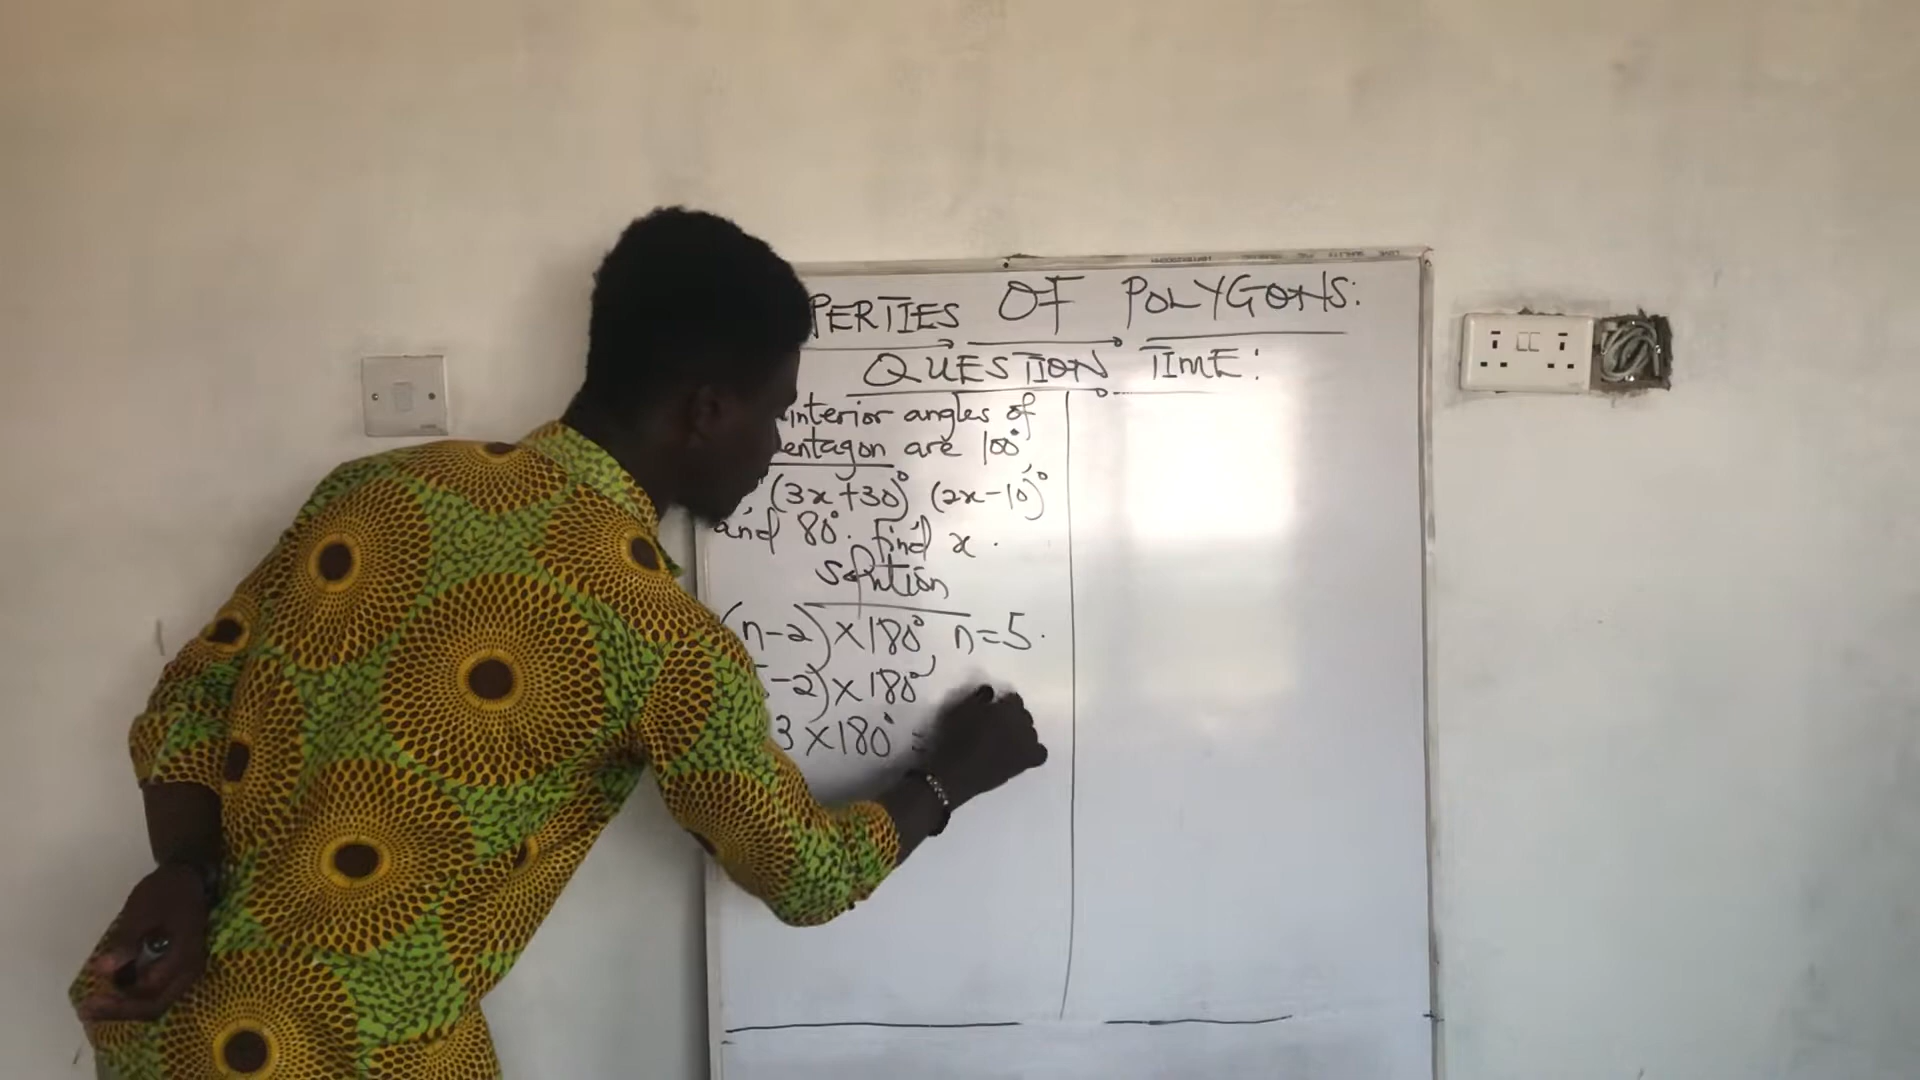 PERTIES OF POLYGONS:
QUESTION TIME:
interior angles of
entagon are 100°,
(3x+30)°, (2x-10)°
and 80°. find x.
Solution
(n-2)×180°, n=5.
-2)×180°
3×180° =